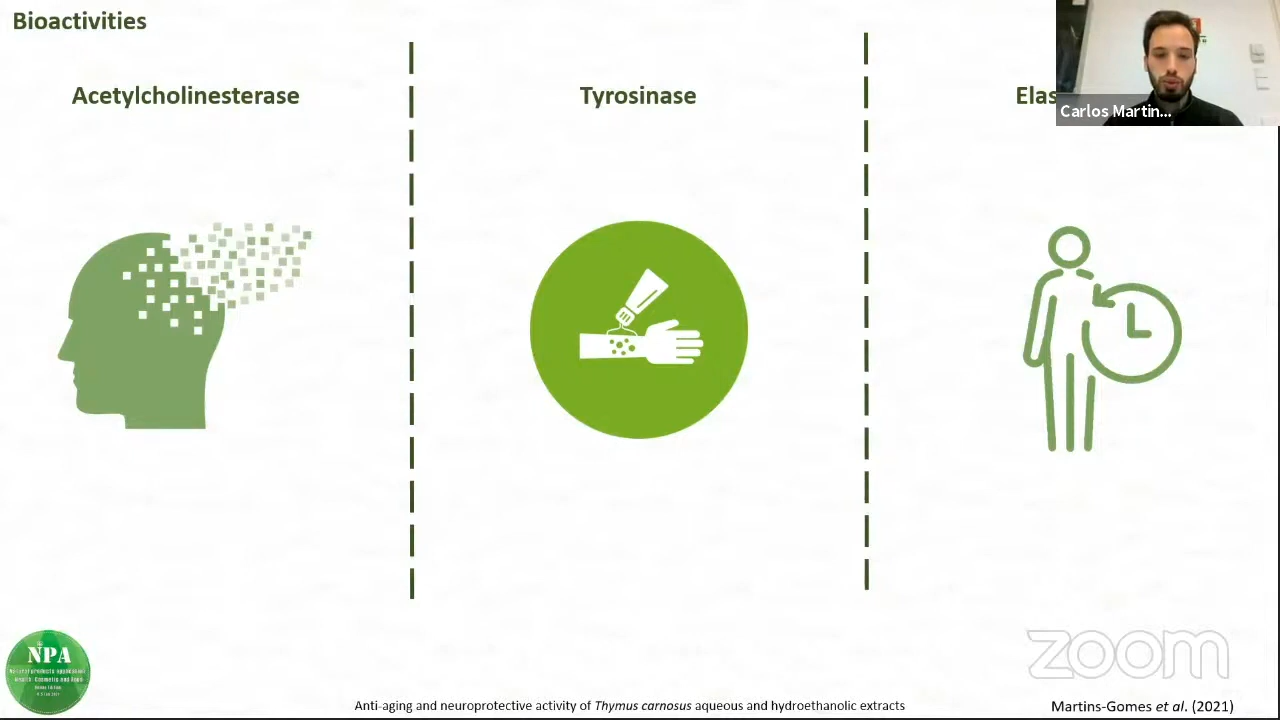 Bioactivities
Acetylcholinesterase
Tyrosinase
Elas
Carlos Martin...
NPA
zoom
Anti-aging and neuroprotective activity of Thymus carnosus aqueous and hydroethanolic extracts
Martins-Gomes et al. (2021)